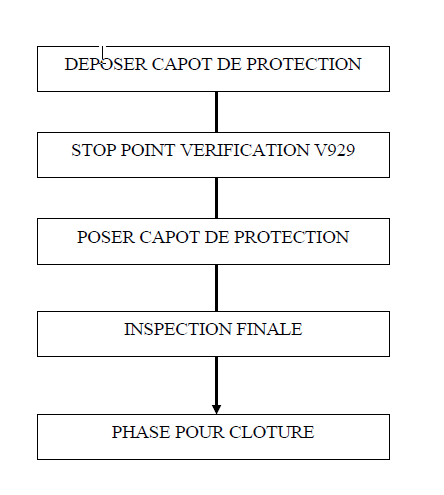 DEPOSER CAPOT DE PROTECTION
STOP POINT VERIFICATION V929
POSER CAPOT DE PROTECTION
INSPECTION FINALE
PHASE POUR CLOTURE